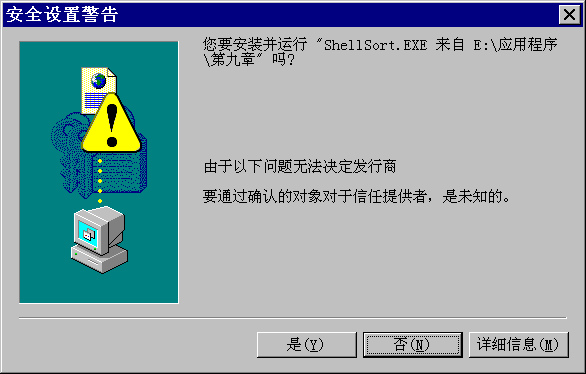 安全设置警告
您要安装并运行 "ShellSort.EXE 来自 E:\应用程序
\第九章" 吗?
由于以下问题无法决定发行商
要通过确认的对象对于信任提供者，是未知的。
是(Y) 否(N) 详细信息(M)